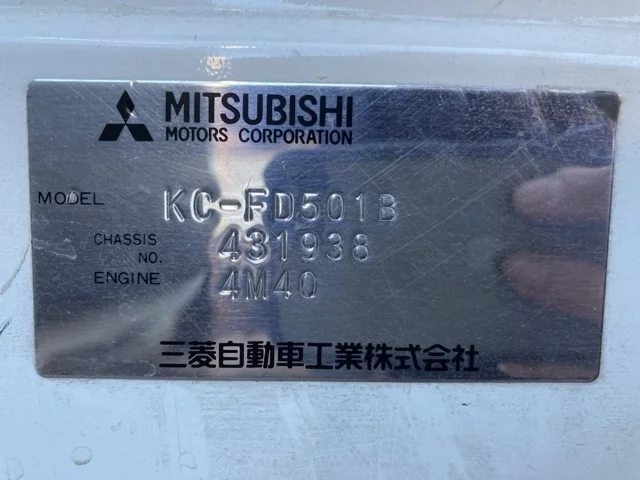 MITSUBISHI
MOTORS CORPORATION
MODEL KC-FD501B
CHASSIS NO. 431938
ENGINE 4M40
三菱自動車工業株式会社